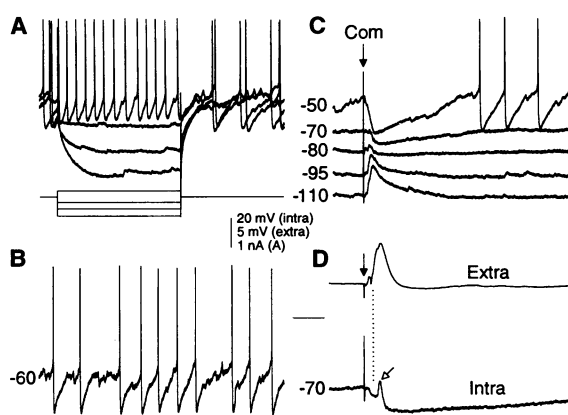 A
C
Com
-50
-70
-80
-95
-110
20 mV (intra)
5 mV (extra)
1 nA (A)
B
-60
D
Extra
-70
Intra